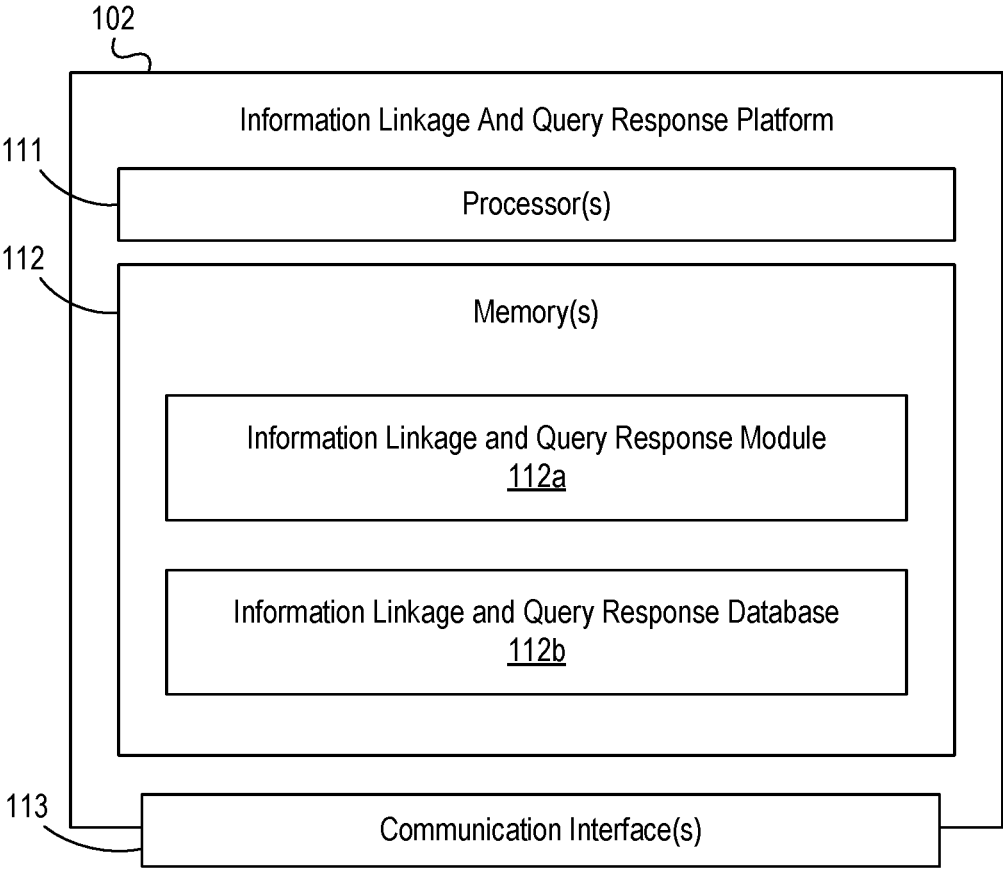 102
Information Linkage And Query Response Platform
111
Processor(s)
112
Memory(s)
Information Linkage and Query Response Module
112a
Information Linkage and Query Response Database
112b
113
Communication Interface(s)